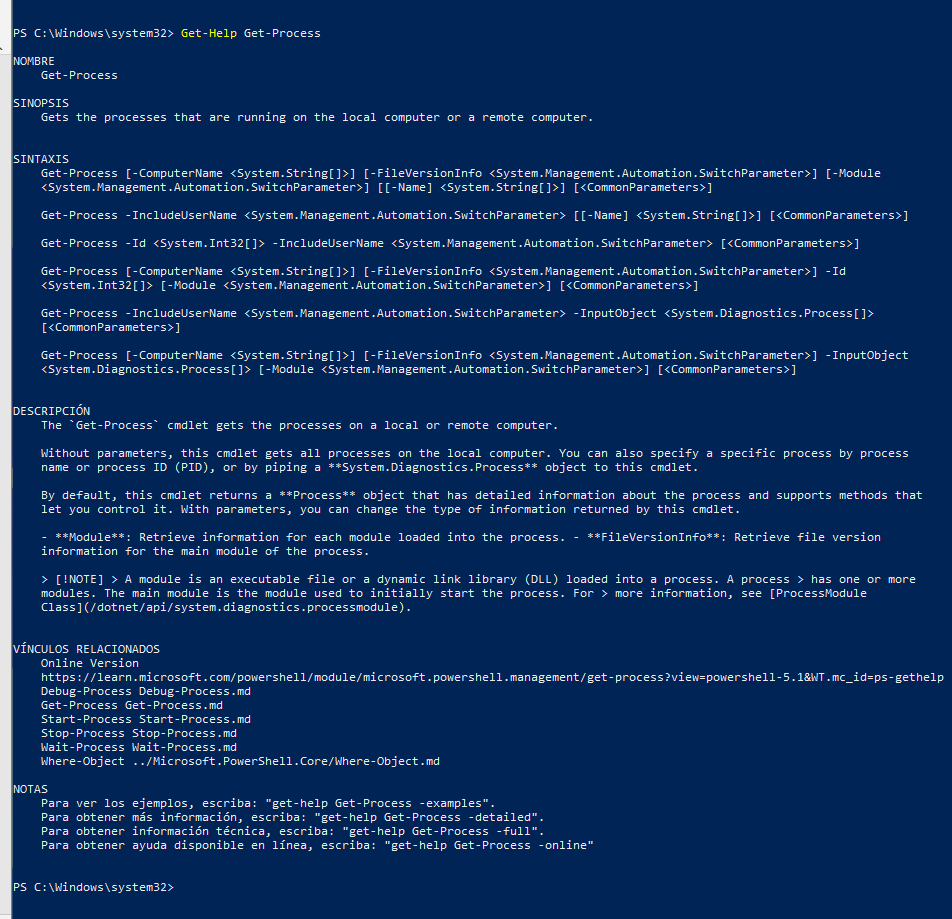 PS C:\Windows\system32> Get-Help Get-Process
NOMBRE
Get-Process
SINOPSIS
Gets the processes that are running on the local computer or a remote computer.
SINTAXIS
Get-Process [-ComputerName <System.String[]>] [-FileVersionInfo <System.Management.Automation.SwitchParameter>] [-Module
<System.Management.Automation.SwitchParameter>] [[-Name] <System.String[]>] [<CommonParameters>]
Get-Process -IncludeUserName <System.Management.Automation.SwitchParameter> [[-Name] <System.String[]>] [<CommonParameters>]
Get-Process -Id <System.Int32[]> -IncludeUserName <System.Management.Automation.SwitchParameter> [<CommonParameters>]
Get-Process [-ComputerName <System.String[]>] [-FileVersionInfo <System.Management.Automation.SwitchParameter>] -Id
<System.Int32[]> [-Module <System.Management.Automation.SwitchParameter>] [<CommonParameters>]
Get-Process -IncludeUserName <System.Management.Automation.SwitchParameter> -InputObject <System.Diagnostics.Process[]>
[<CommonParameters>]
Get-Process [-ComputerName <System.String[]>] [-FileVersionInfo <System.Management.Automation.SwitchParameter>] -InputObject
<System.Diagnostics.Process[]> [-Module <System.Management.Automation.SwitchParameter>] [<CommonParameters>]
DESCRIPCIÓN
The `Get-Process` cmdlet gets the processes on a local or remote computer.
Without parameters, this cmdlet gets all processes on the local computer. You can also specify a specific process by process
name or process ID (PID), or by piping a **System.Diagnostics.Process** object to this cmdlet.
By default, this cmdlet returns a **Process** object that has detailed information about the process and supports methods that
let you control it. With parameters, you can change the type of information returned by this cmdlet.
- **Module**: Retrieve information for each module loaded into the process. - **FileVersionInfo**: Retrieve file version
information for the main module of the process.
> [!NOTE] > A module is an executable file or a dynamic link library (DLL) loaded into a process. A process > has one or more
modules. The main module is the module used to initially start the process. For > more information, see [ProcessModule
Class](/dotnet/api/system.diagnostics.processmodule).
VÍNCULOS RELACIONADOS
Online Version
https://learn.microsoft.com/powershell/module/microsoft.powershell.management/get-process?view=powershell-5.1&WT.mc_id=ps-gethelp
Debug-Process Debug-Process.md
Get-Process Get-Process.md
Start-Process Start-Process.md
Stop-Process Stop-Process.md
Wait-Process Wait-Process.md
Where-Object ../Microsoft.PowerShell.Core/Where-Object.md
NOTAS
Para ver los ejemplos, escriba: "get-help Get-Process -examples".
Para obtener más información, escriba: "get-help Get-Process -detailed".
Para obtener información técnica, escriba: "get-help Get-Process -full".
Para obtener ayuda disponible en línea, escriba: "get-help Get-Process -online"
PS C:\Windows\system32>